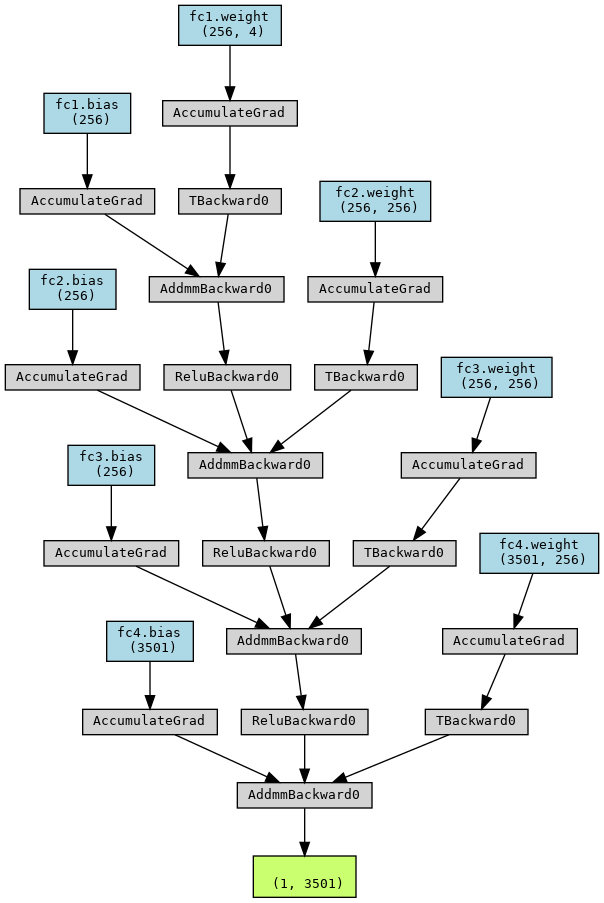 fc1.weight
(256, 4)
fc1.bias
(256)
AccumulateGrad
AccumulateGrad
TBackward0
fc2.weight
(256, 256)
fc2.bias
(256)
AddmmBackward0
AccumulateGrad
AccumulateGrad
ReluBackward0
TBackward0
fc3.weight
(256, 256)
fc3.bias
(256)
AddmmBackward0
AccumulateGrad
AccumulateGrad
ReluBackward0
TBackward0
fc4.weight
(3501, 256)
fc4.bias
(3501)
AddmmBackward0
AccumulateGrad
AccumulateGrad
ReluBackward0
TBackward0
AddmmBackward0
(1, 3501)